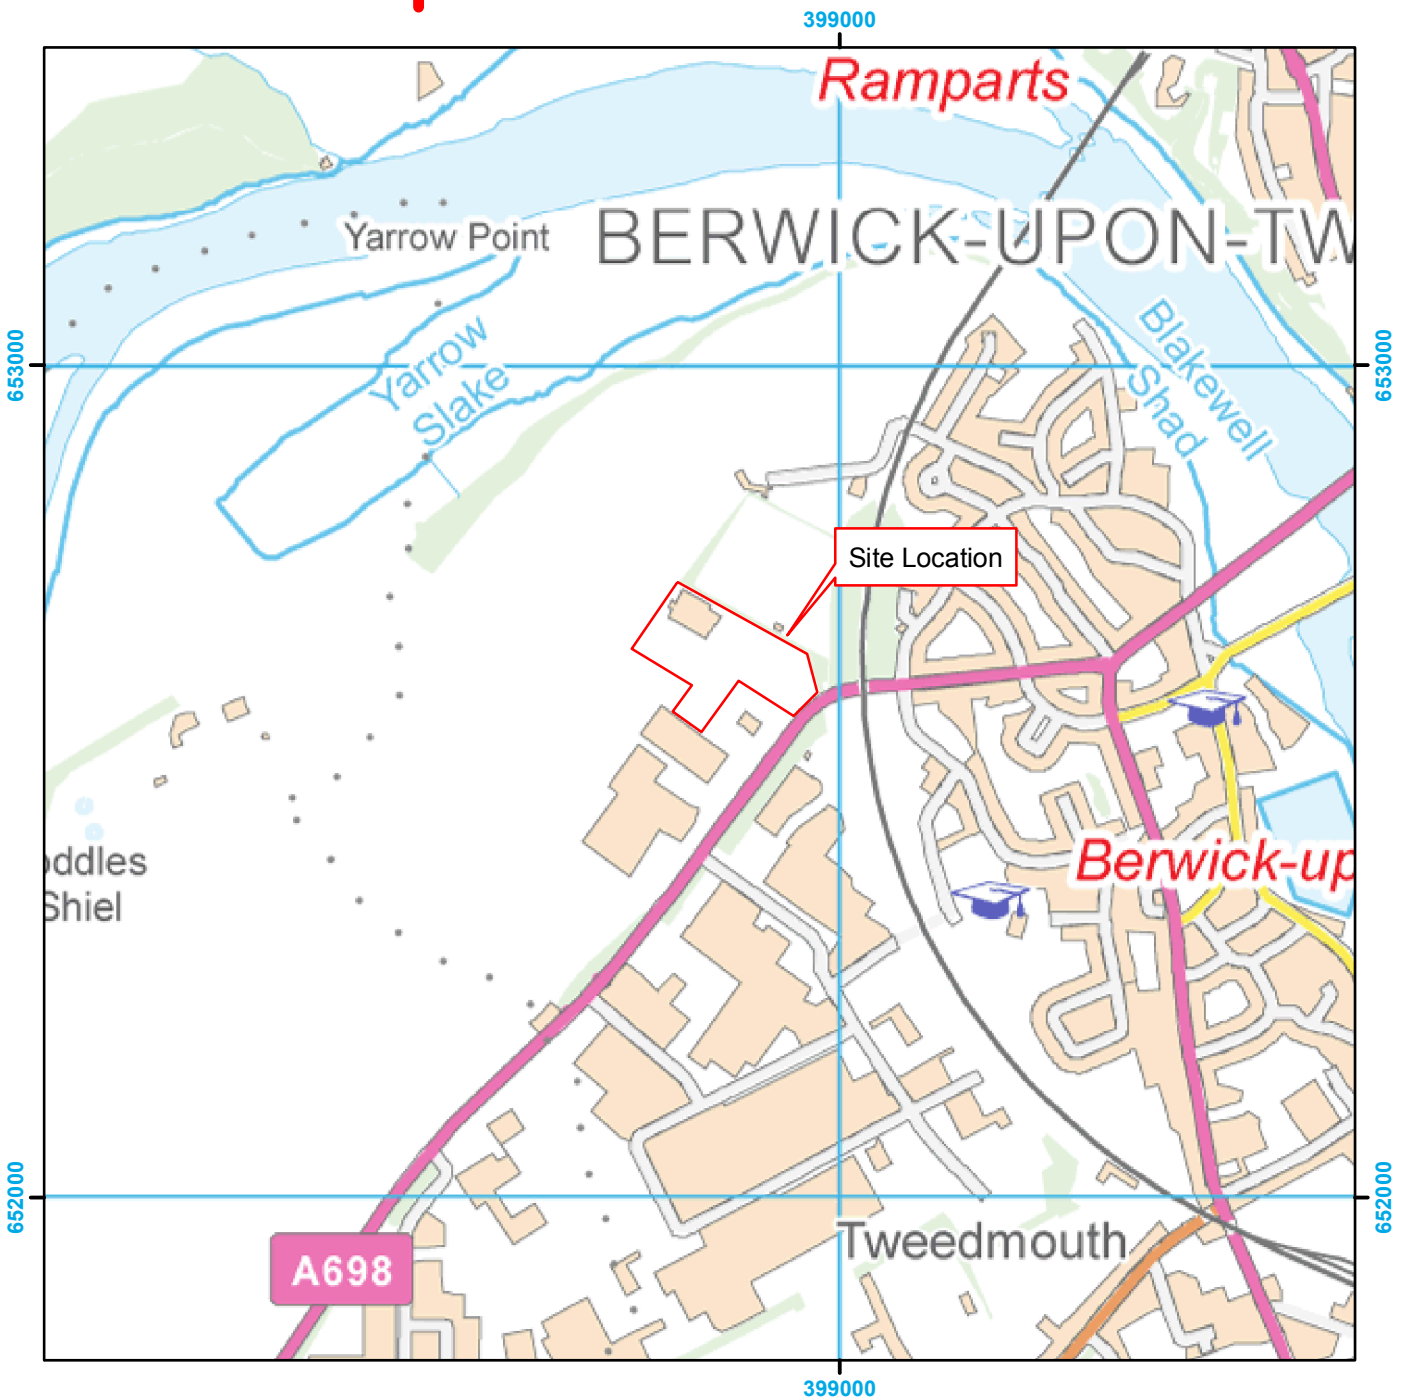 399000
Ramparts
Yarrow Point
BERWICK-UPON-TW
653000
653000
Yarrow
Slake
Blakewell
Shad
Site Location
oddles
Shiel
Berwick-up
652000
652000
Tweedmouth
A698
399000